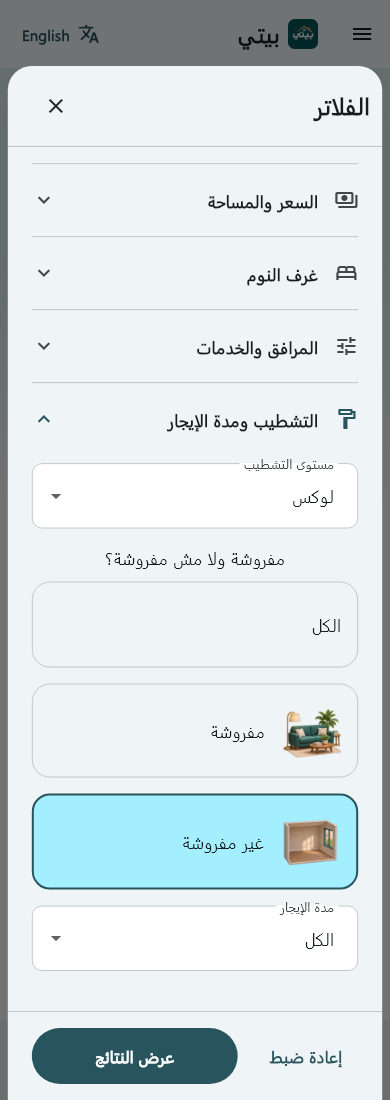 بيتي
بيتي
English
الفلاتر
السعر والمساحة
غرف النوم
المرافق والخدمات
التشطيب ومدة الإيجار
مستوى التشطيب
لوكس
مفروشة ولا مش مفروشة؟
الكل
مفروشة
غير مفروشة
مدة الإيجار
الكل
إعادة ضبط
عرض النتائج